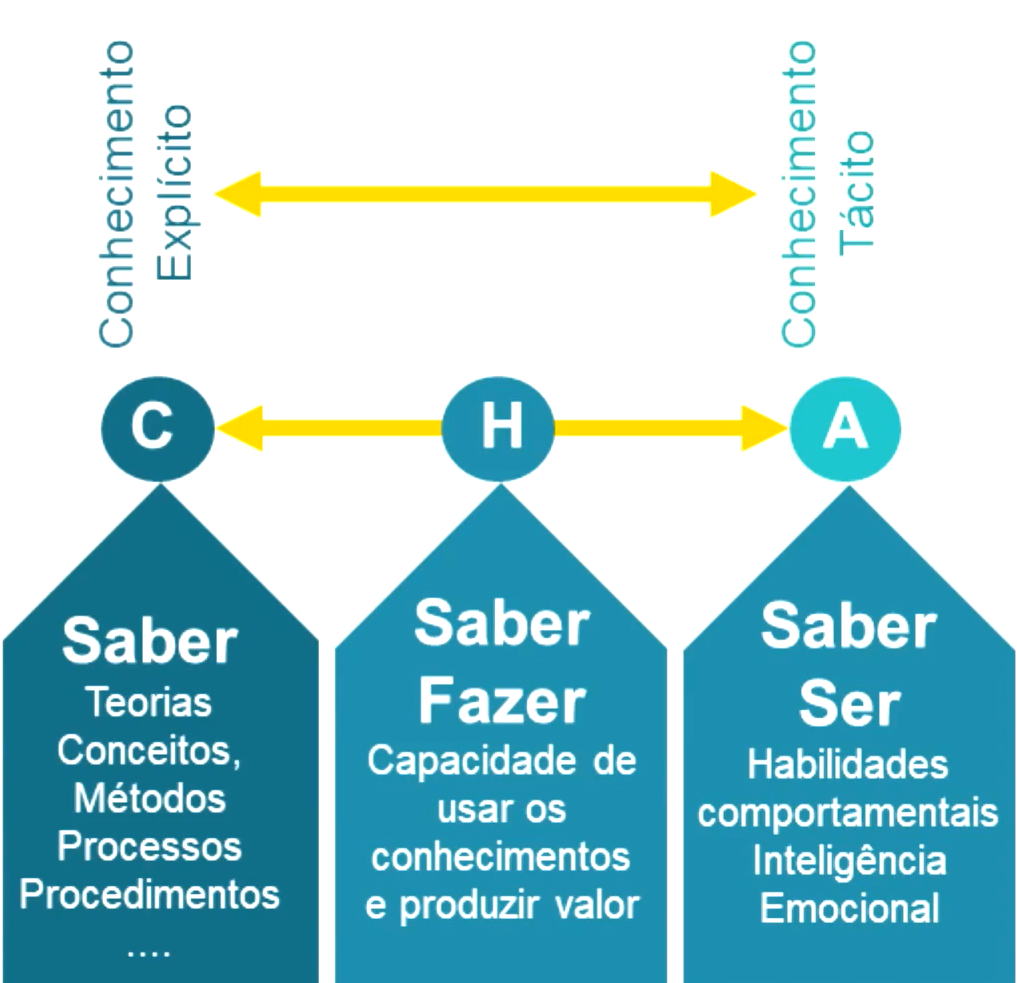 Conhecimento
Explícito
Conhecimento
Tácito
C
H
A
Saber
Teorias
Conceitos,
Métodos
Processos
Procedimentos
....
Saber
Fazer
Capacidade de
usar os
conhecimentos
e produzir valor
Saber
Ser
Habilidades
comportamentais
Inteligência
Emocional